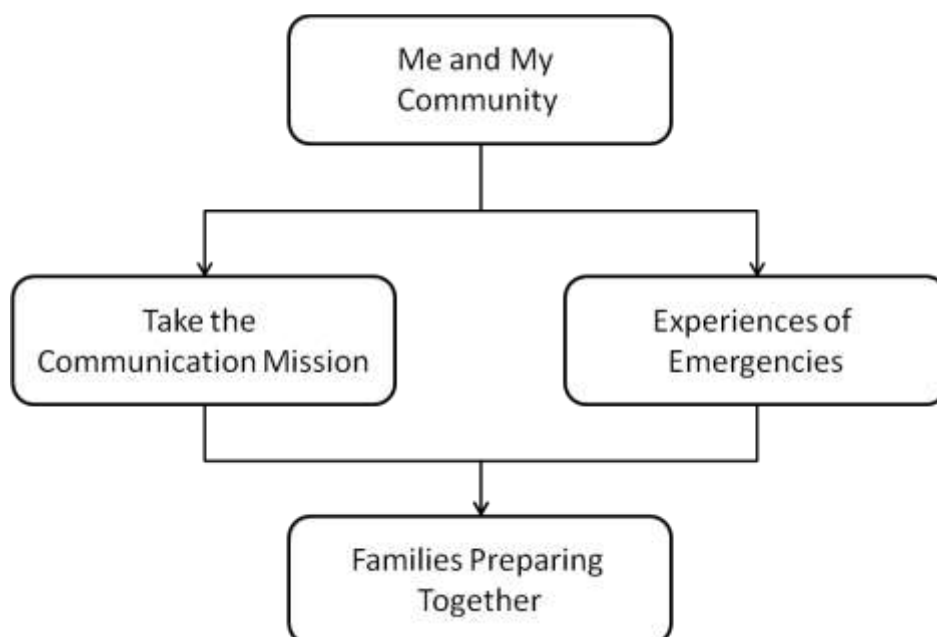 Me and My
Community
Take the
Communication Mission
Experiences of
Emergencies
Families Preparing
Together